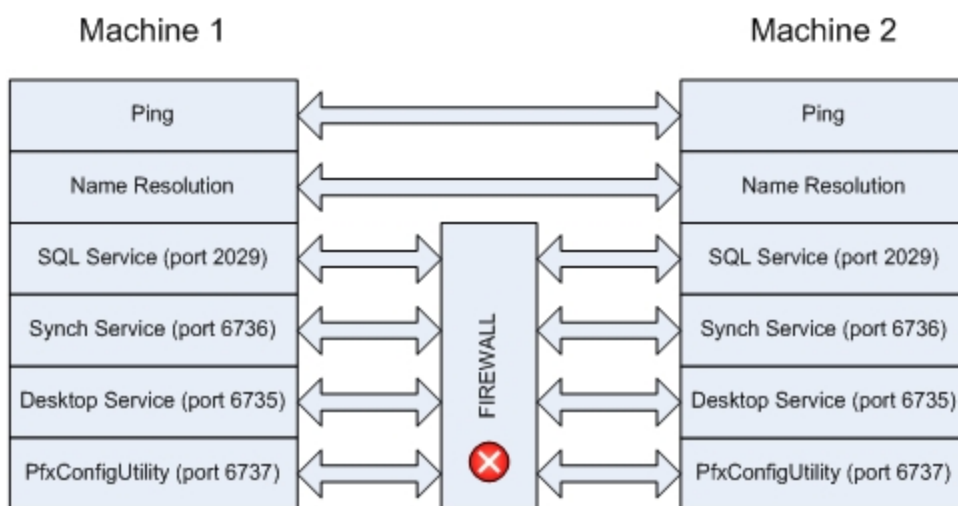 Machine 1
Machine 2
Ping
Ping
Name Resolution
Name Resolution
SQL Service (port 2029)
SQL Service (port 2029)
Synch Service (port 6736)
Synch Service (port 6736)
FIREWALL
Desktop Service (port 6735)
Desktop Service (port 6735)
PfxConfigUtility (port 6737)
PfxConfigUtility (port 6737)